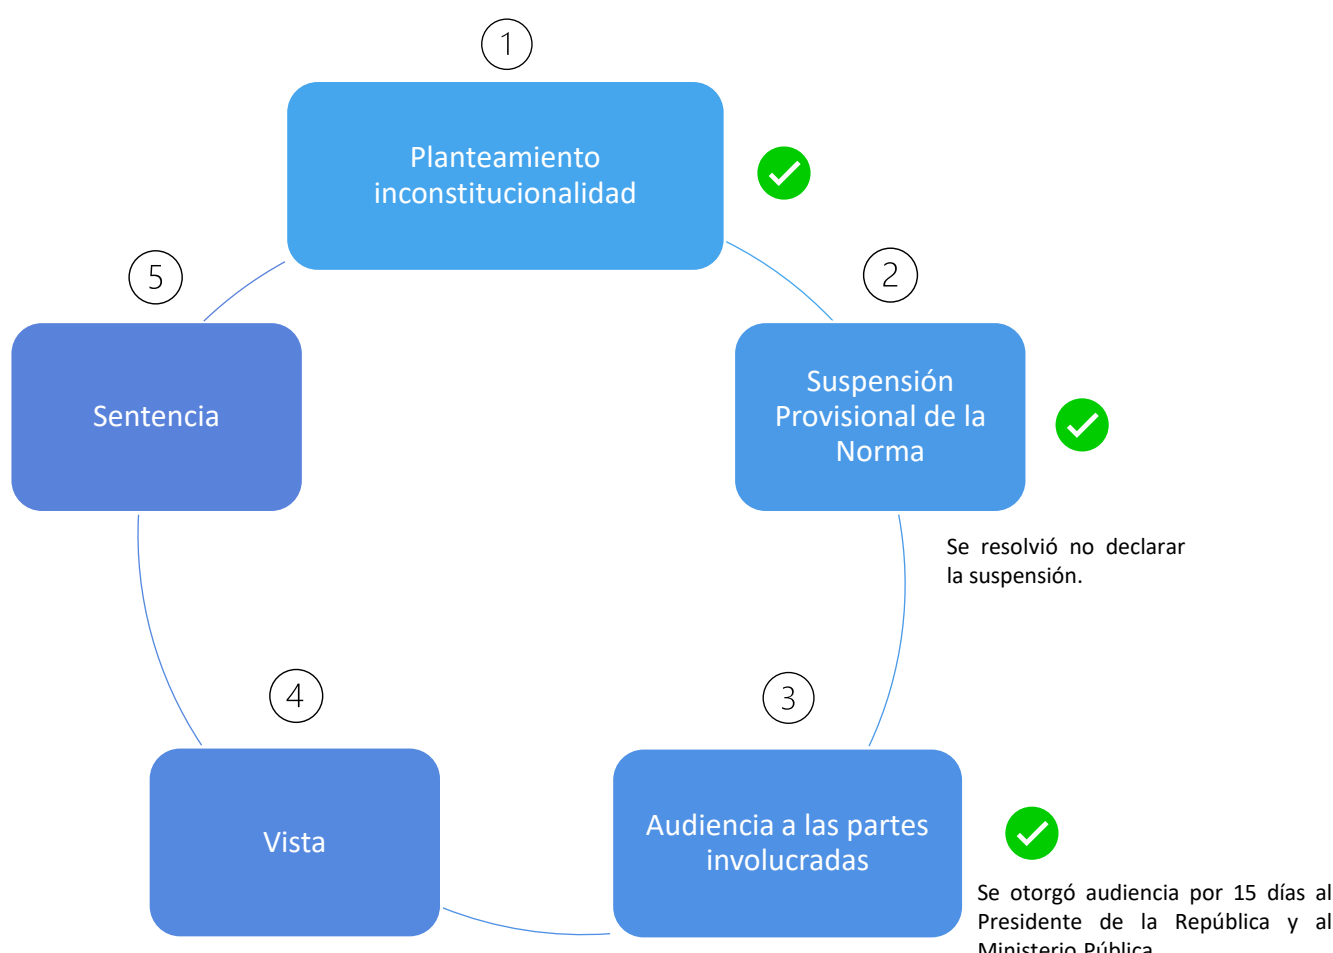 1
Planteamiento
inconstitucionalidad
2
Suspensión
Provisional de la
Norma
Se resolvió no declarar
la suspensión.
3
Audiencia a las partes
involucradas
Se otorgó audiencia por 15 días al
Presidente de la República y al
Ministerio Pública
4
Vista
5
Sentencia